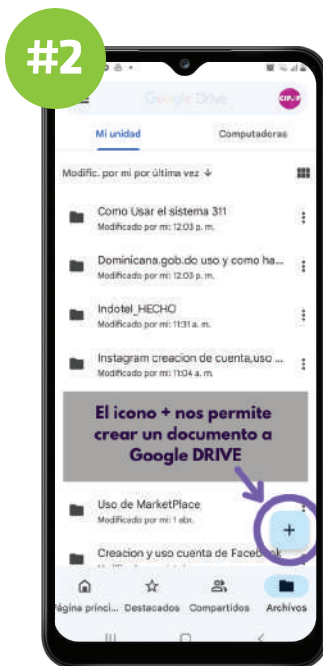 #2
Google Drive
Mi unidad
Computadoras
Modific. por mí por última vez ↓
Como Usar el sistema 311
Modificado por mí: 12:03 p. m.
Dominicana.gob.do uso y como ha...
Modificado por mí: 12:03 p. m.
Indotel_HECHO
Modificado por mí: 11:31 a. m.
Instagram creacion de cuenta,uso ...
Modificado por mí: 11:04 a. m.
El icono + nos permite
crear un documento a
Google DRIVE
Uso de MarketPlace
Modificado por mí: 1 abr.
+
Creacion y uso cuenta de Facebook
Página princi...
Destacados
Compartidos
Archivos